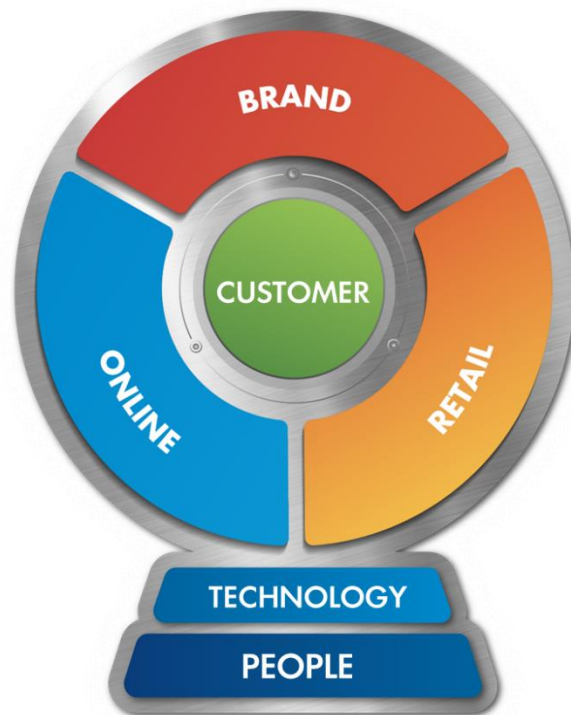 BRAND
CUSTOMER
ONLINE
RETAIL
TECHNOLOGY
PEOPLE